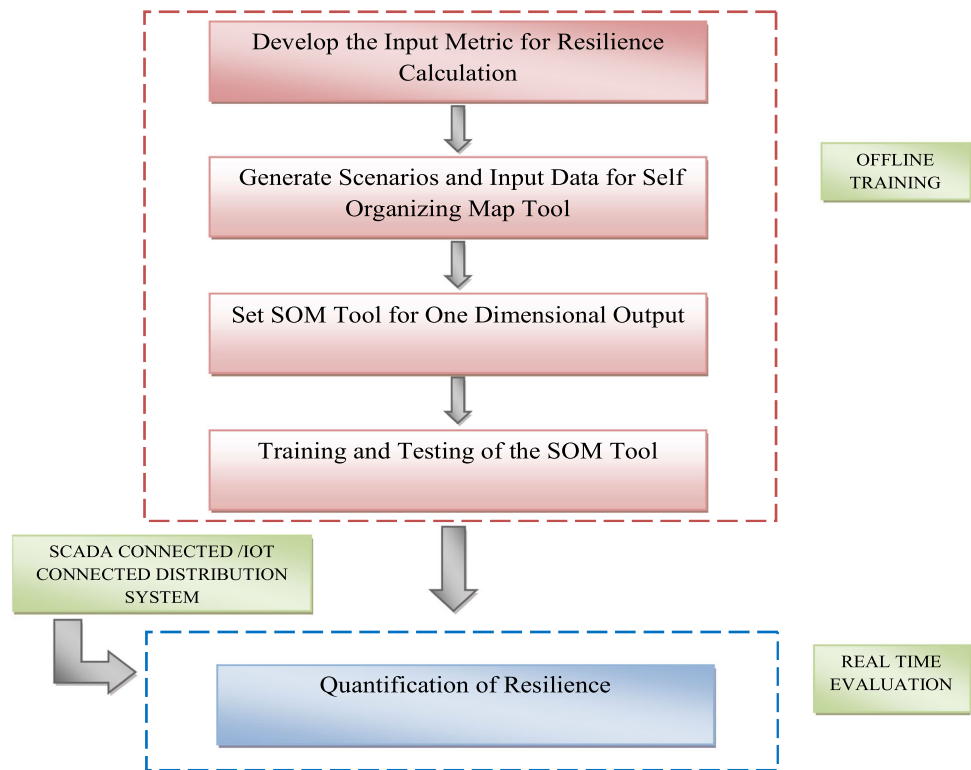 Develop the Input Metric for Resilience
Calculation
Generate Scenarios and Input Data for Self
Organizing Map Tool
OFFLINE
TRAINING
Set SOM Tool for One Dimensional Output
Training and Testing of the SOM Tool
SCADA CONNECTED /IOT
CONNECTED DISTRIBUTION
SYSTEM
Quantification of Resilience
REAL TIME
EVALUATION